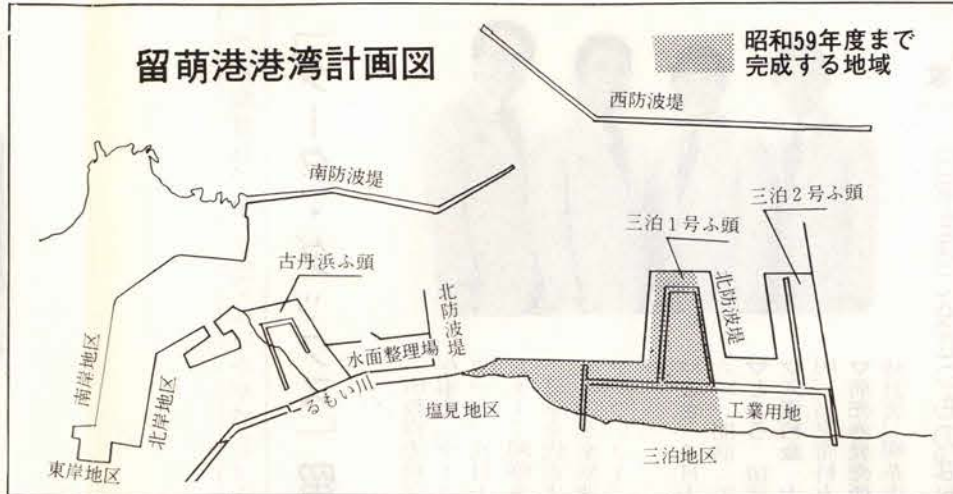 留萌港港湾計画図
昭和59年度まで
完成する地域
西防波堤
南防波堤
三泊2号ふ頭
三泊1号ふ頭
古丹浜ふ頭
北防波堤
北防波堤
水面整理場
南岸地区
北岸地区
るもい川
塩見地区
工業用地
東岸地区
三泊地区